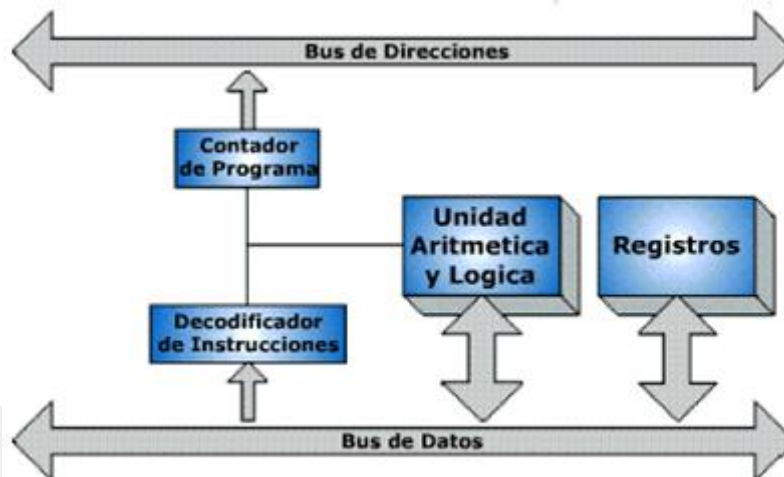 Bus de Direcciones
Contador
de Programa
Unidad
Aritmetica
y Logica
Registros
Decodificador
de Instrucciones
Bus de Datos